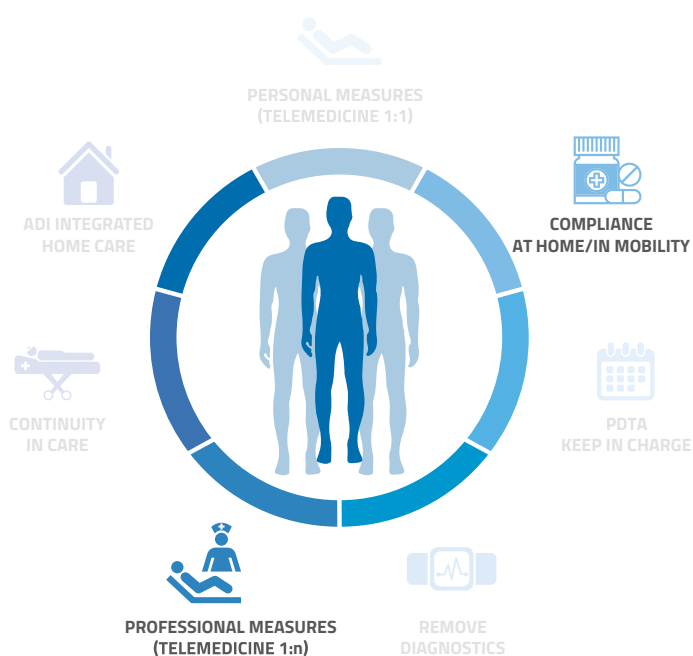 PERSONAL MEASURES
(TELEMEDICINE 1:1)
ADI INTEGRATED
HOME CARE
COMPLIANCE
AT HOME/IN MOBILITY
CONTINUITY
IN CARE
PDTA
KEEP IN CHARGE
PROFESSIONAL MEASURES
(TELEMEDICINE 1:n)
REMOVE
DIAGNOSTICS